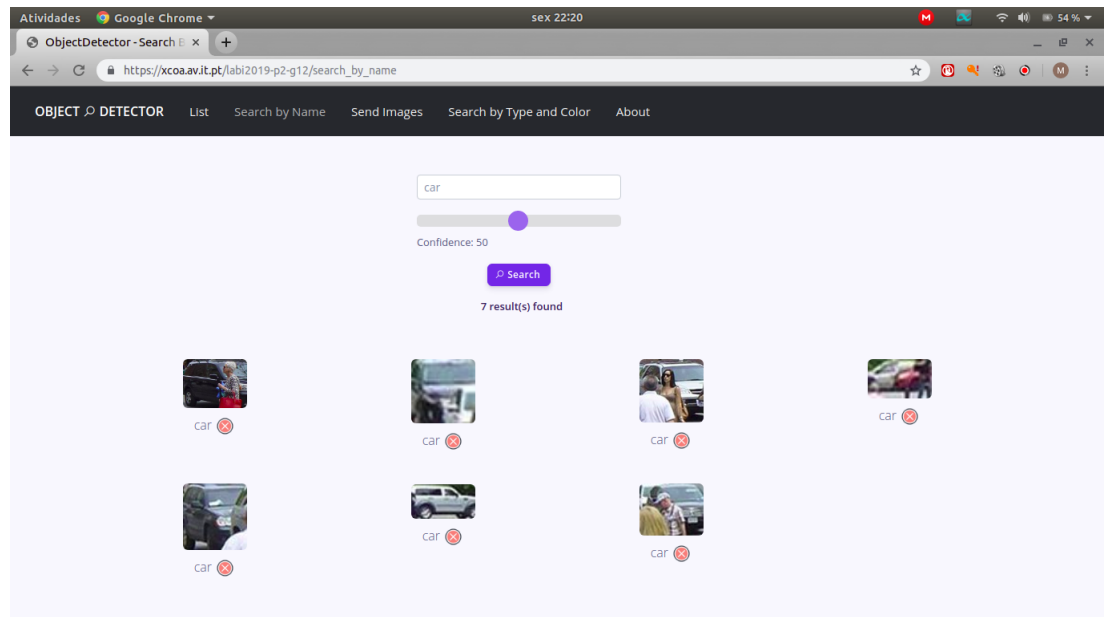 Atividades Google Chrome sex 22:20 54 %
ObjectDetector - Search B
https://xcoa.av.it.pt/labi2019-p2-g12/search_by_name
OBJECT DETECTOR List Search by Name Send Images Search by Type and Color About
car
Confidence: 50
Search
7 result(s) found
car car car car
car car car